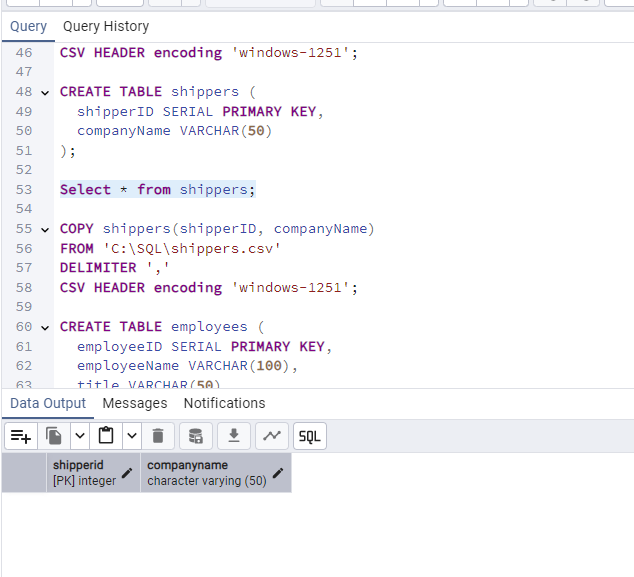 Query Query History
46 CSV HEADER encoding 'windows-1251';
47
48 CREATE TABLE shippers (
49 shipperID SERIAL PRIMARY KEY,
50 companyName VARCHAR(50)
51 );
52
53 Select * from shippers;
54
55 COPY shippers(shipperID, companyName)
56 FROM 'C:\SQL\shippers.csv'
57 DELIMITER ','
58 CSV HEADER encoding 'windows-1251';
59
60 CREATE TABLE employees (
61 employeeID SERIAL PRIMARY KEY,
62 employeeName VARCHAR(100),
63 title VARCHAR(50)
Data Output Messages Notifications
SQL
shipperid companyname
[PK] integer character varying (50)